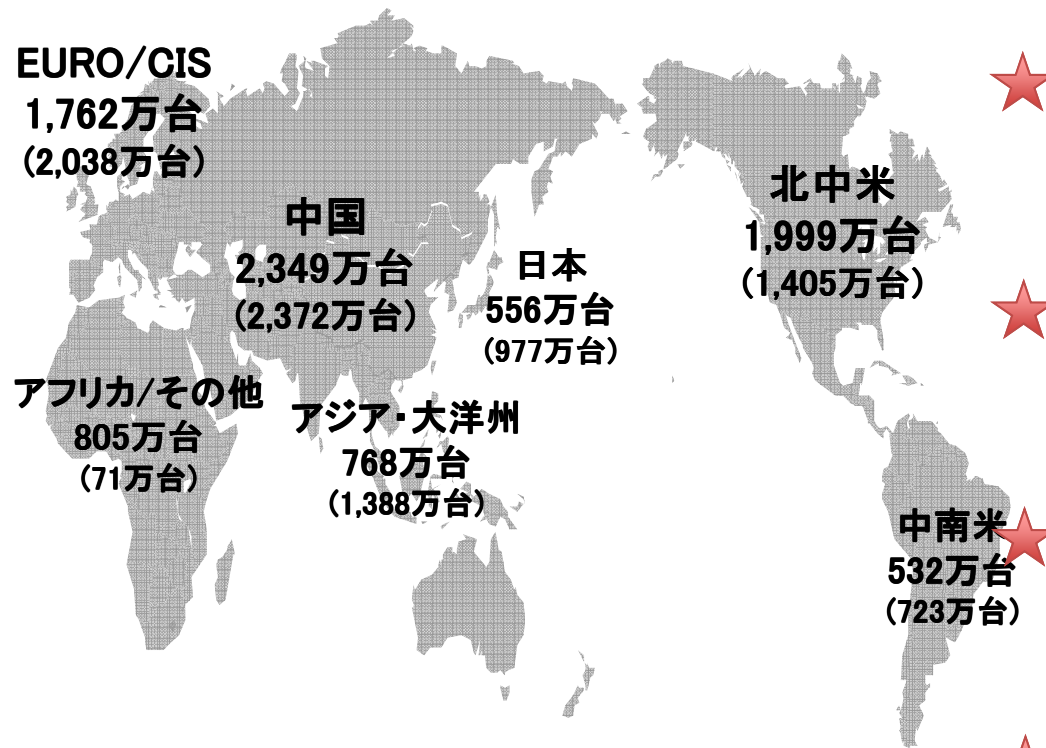 EURO/CIS
1,762万台
(2,038万台)
中国
2,349万台
(2,372万台)
日本
556万台
(977万台)
北中米
1,999万台
(1,405万台)
アフリカ/その他
805万台
(71万台)
アジア・大洋州
768万台
(1,388万台)
中南米
532万台
(723万台)